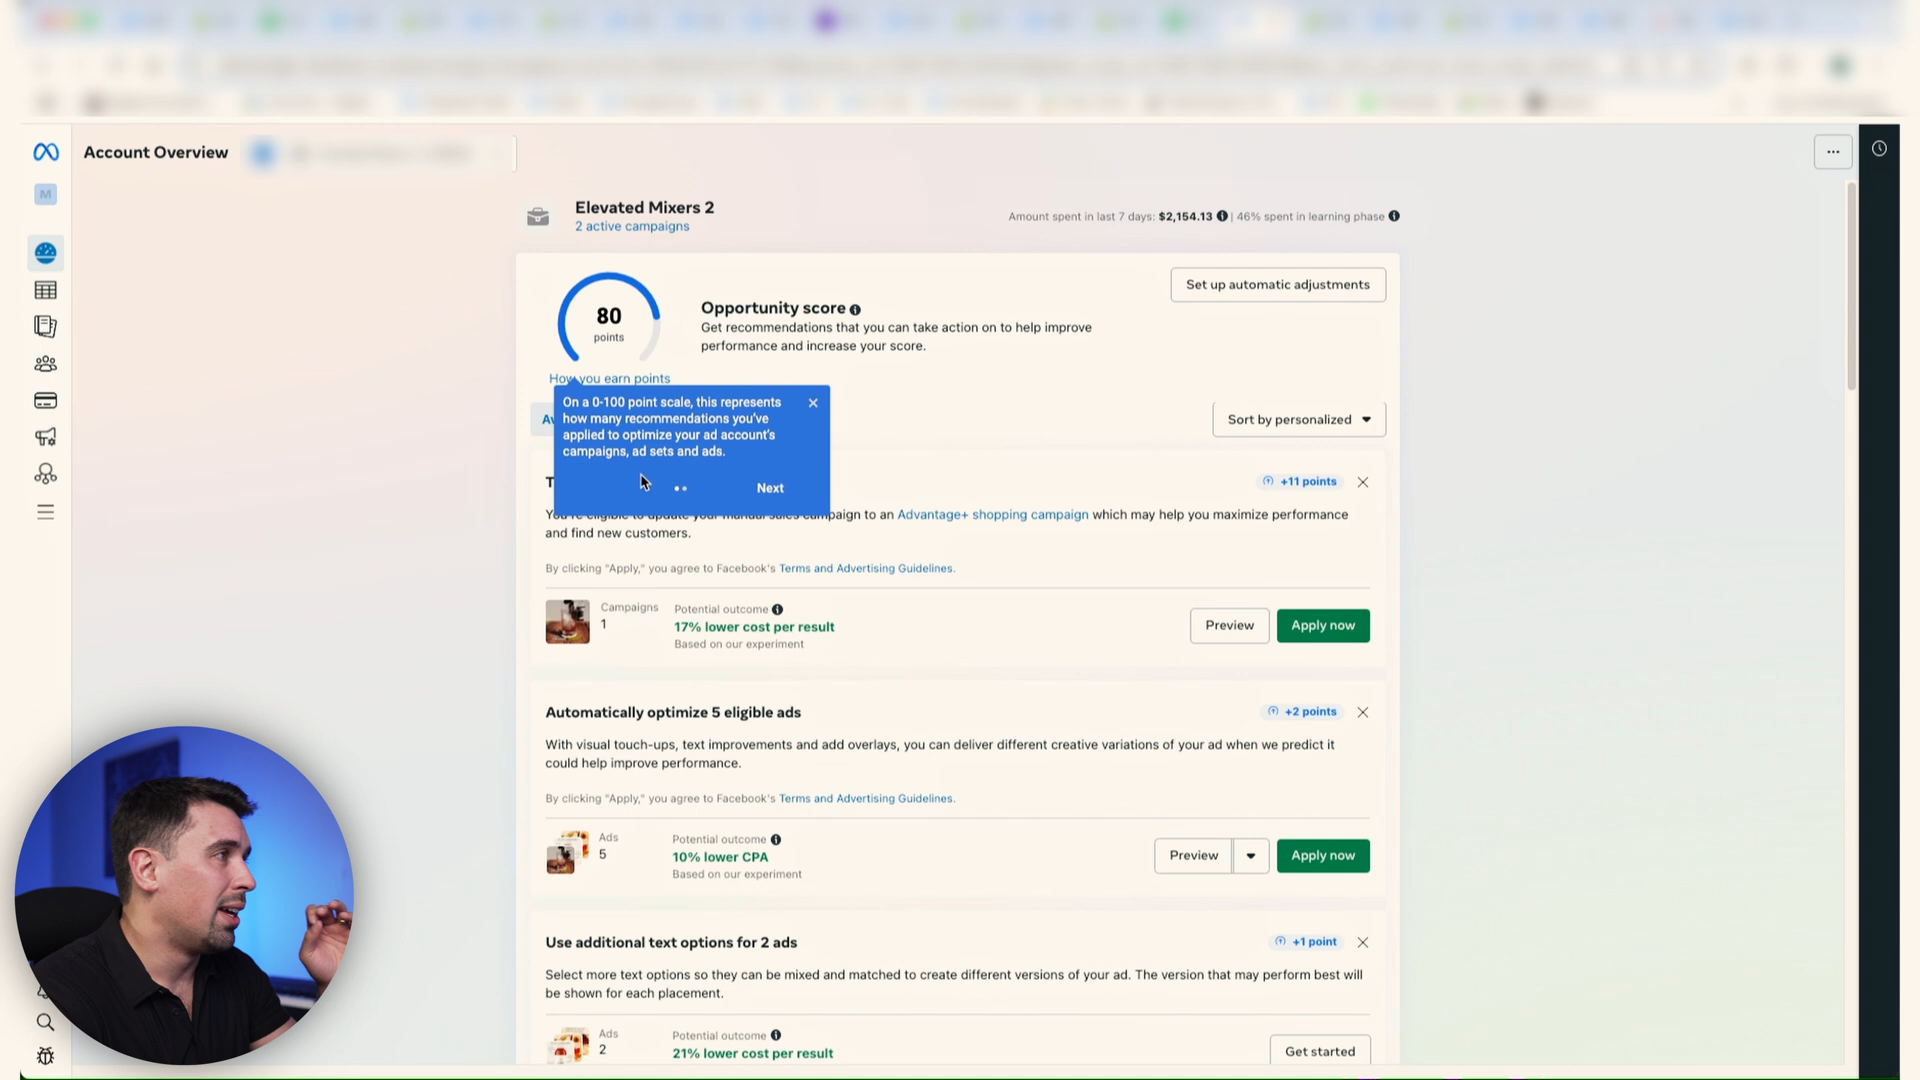 Account Overview
M
Elevated Mixers 2
2 active campaigns
Amount spent in last 7 days: $2,154.13 | 46% spent in learning phase
80
points
How you earn points
Opportunity score
Get recommendations that you can take action on to help improve
performance and increase your score.
Set up automatic adjustments
On a 0-100 point scale, this represents
how many recommendations you've
applied to optimize your ad account's
campaigns, ad sets and ads.
Next
Sort by personalized
+11 points
campaign to an Advantage+ shopping campaign which may help you maximize performance
and find new customers.
By clicking "Apply," you agree to Facebook's Terms and Advertising Guidelines.
Campaigns
1
Potential outcome
17% lower cost per result
Based on our experiment
Preview
Apply now
Automatically optimize 5 eligible ads
+2 points
With visual touch-ups, text improvements and add overlays, you can deliver different creative variations of your ad when we predict it
could help improve performance.
By clicking "Apply," you agree to Facebook's Terms and Advertising Guidelines.
Ads
5
Potential outcome
10% lower CPA
Based on our experiment
Preview
Apply now
Use additional text options for 2 ads
+1 point
Select more text options so they can be mixed and matched to create different versions of your ad. The version that may perform best will
be shown for each placement.
Ads
2
Potential outcome
21% lower cost per result
Get started